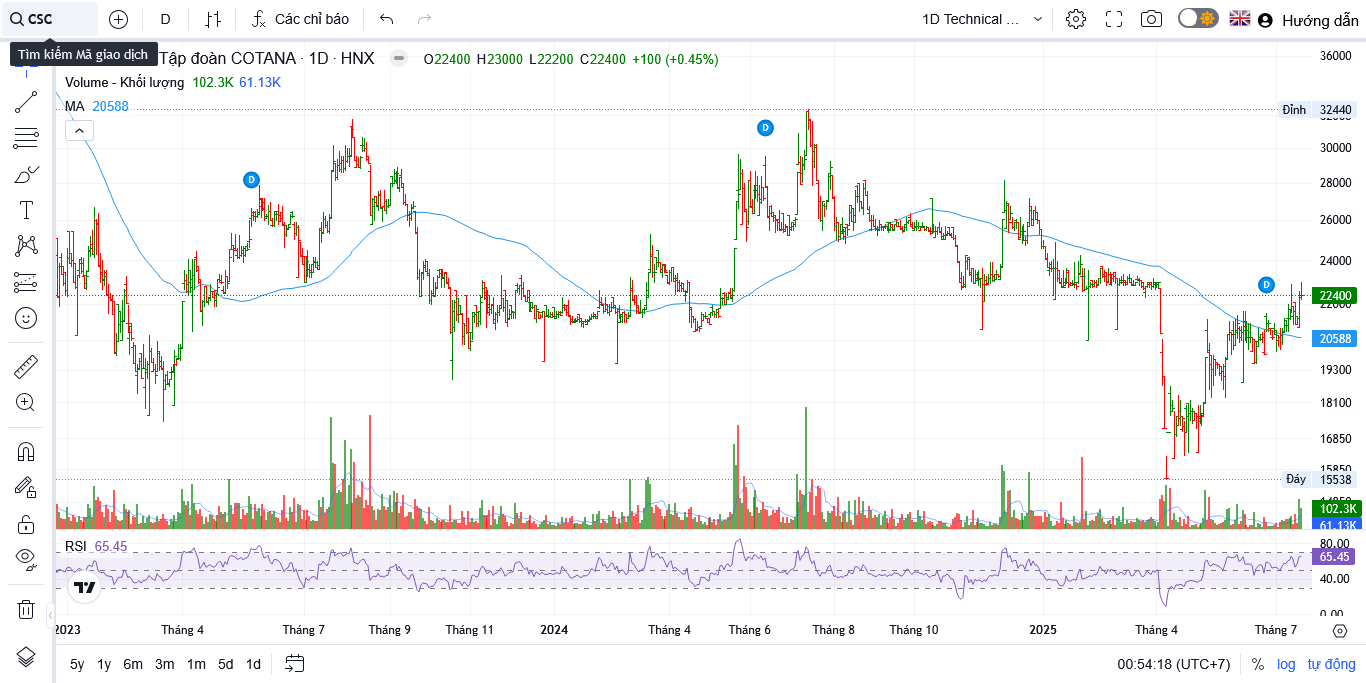 CSC D Các chỉ báo 1D Technical ... Hướng dẫn
Tìm kiếm Mã giao dịch
Tập đoàn COTANA · 1D · HNX O22400 H23000 L22200 C22400 +100 (+0.45%)
Volume - Khối lượng 102.3K 61.13K
MA 20588
D
D
D
36000
Đỉnh 32440
30000
28000
26000
24000
22400
20588
19300
18100
16850
15850
Đáy 15538
102.3K
61.13K
RSI 65.45
80.00
65.45
40.00
0.00
2023 Tháng 4 Tháng 7 Tháng 9 Tháng 11 2024 Tháng 4 Tháng 6 Tháng 8 Tháng 10 2025 Tháng 4 Tháng 7
5y 1y 6m 3m 1m 5d 1d 00:54:18 (UTC+7) % log tự động